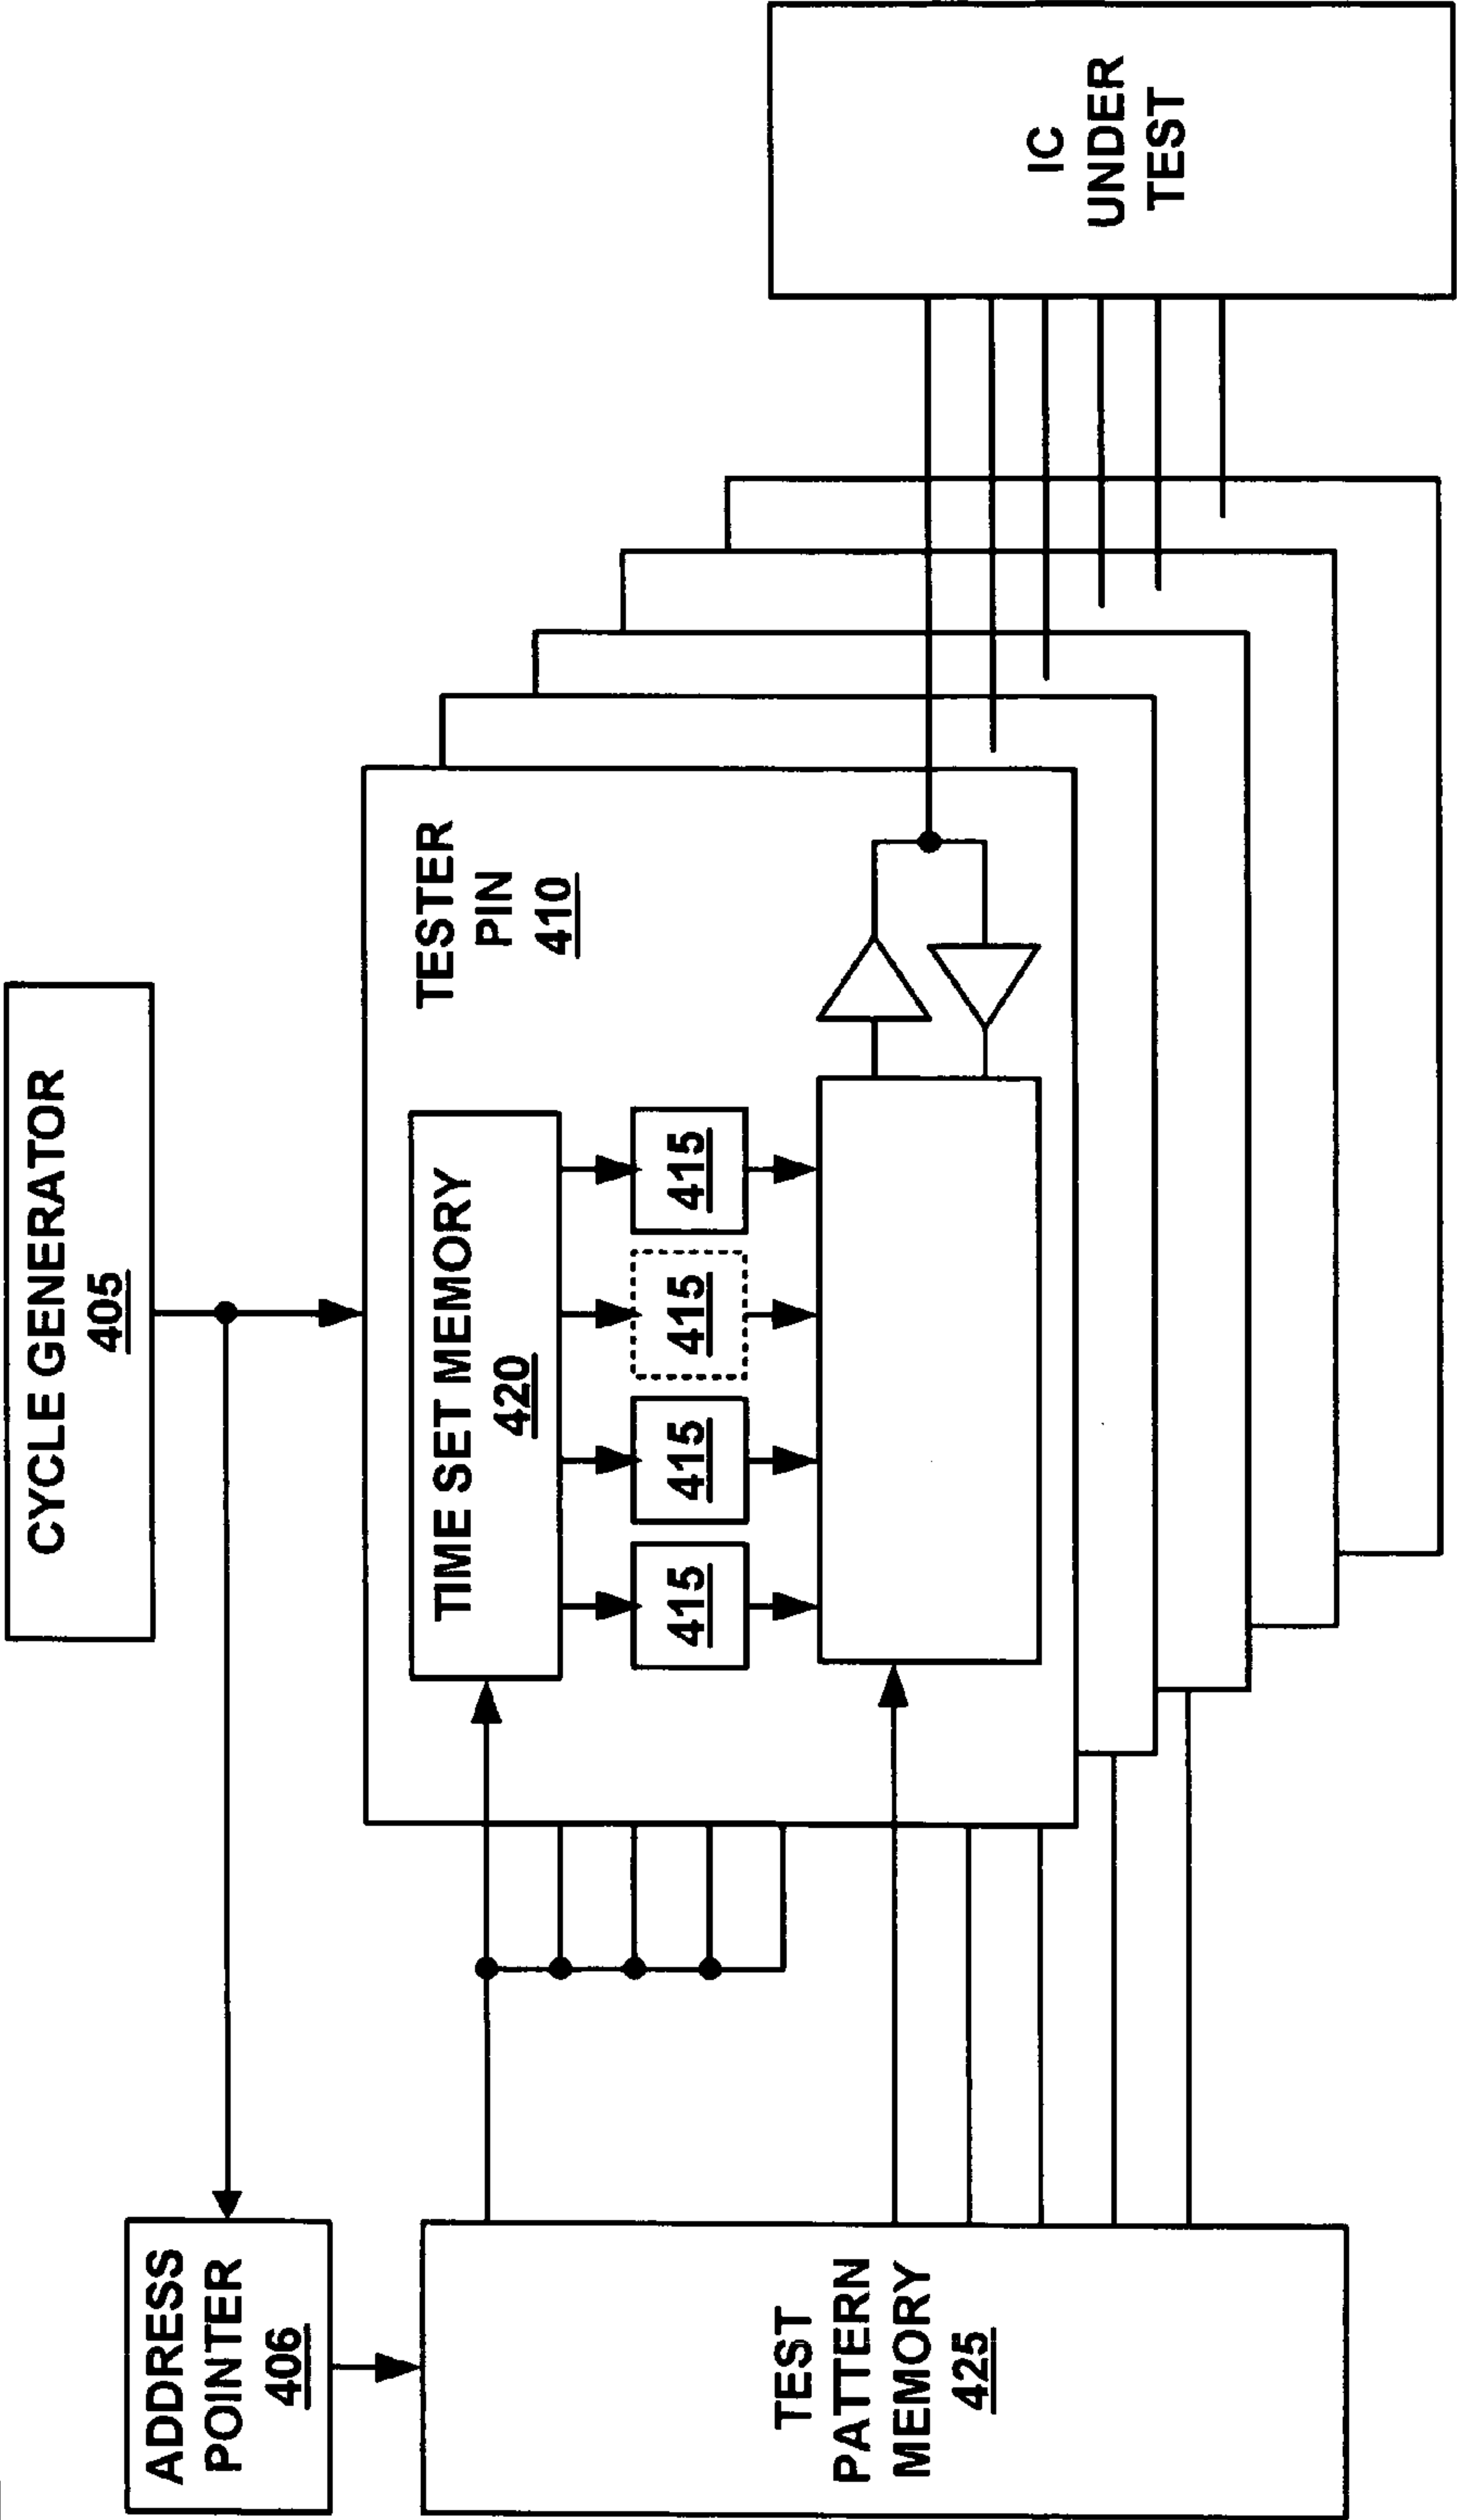 CYCLE GENERATOR
405
ADDRESS
POINTER
406
TESTER
PIN
410
TIME SET MEMORY
420
415
415
415
415
TEST
PATTERN
MEMORY
425
IC
UNDER
TEST